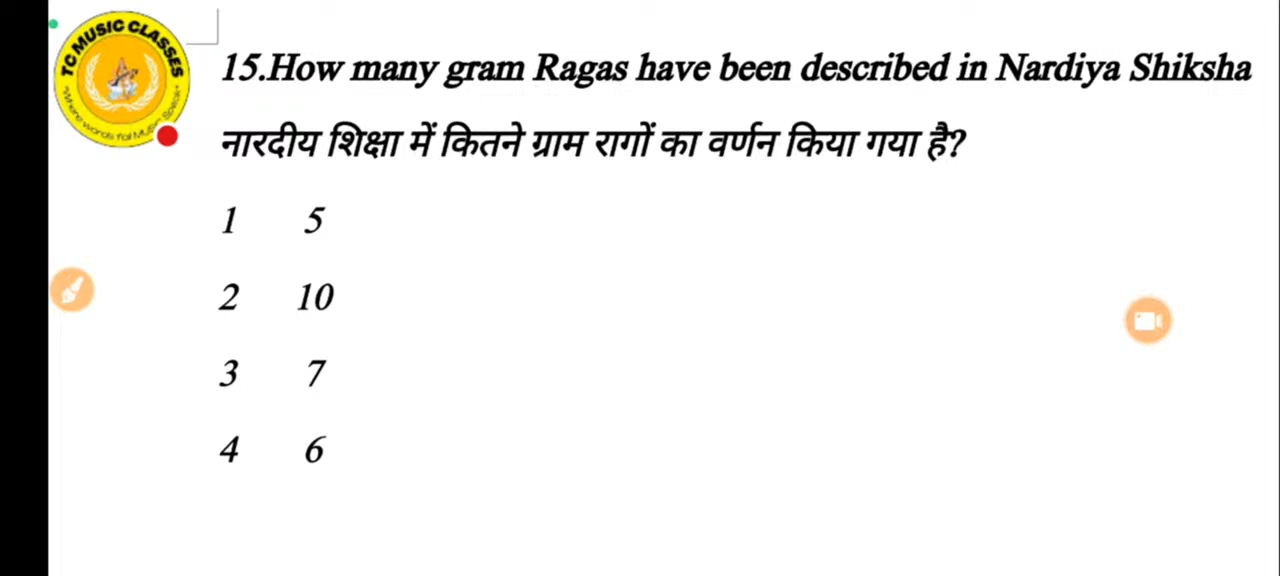 TC MUSIC CLASSES
15.How many gram Ragas have been described in Nardiya Shiksha
नारदीय शिक्षा में कितने ग्राम रागों का वर्णन किया गया है?
1 5
2 10
3 7
4 6